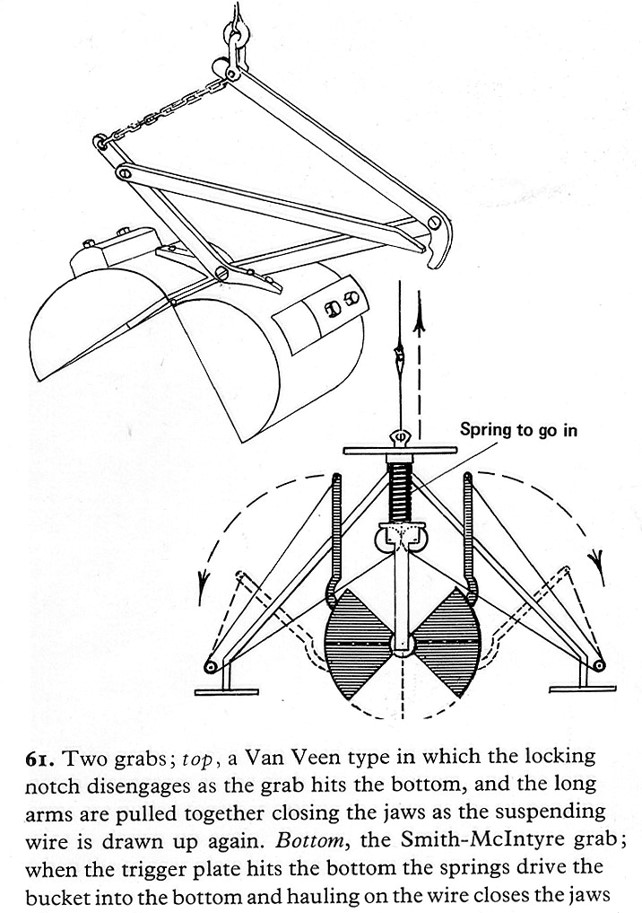 Spring to go in
61. Two grabs; top, a Van Veen type in which the locking
notch disengages as the grab hits the bottom, and the long
arms are pulled together closing the jaws as the suspending
wire is drawn up again. Bottom, the Smith-McIntyre grab;
when the trigger plate hits the bottom the springs drive the
bucket into the bottom and hauling on the wire closes the jaws